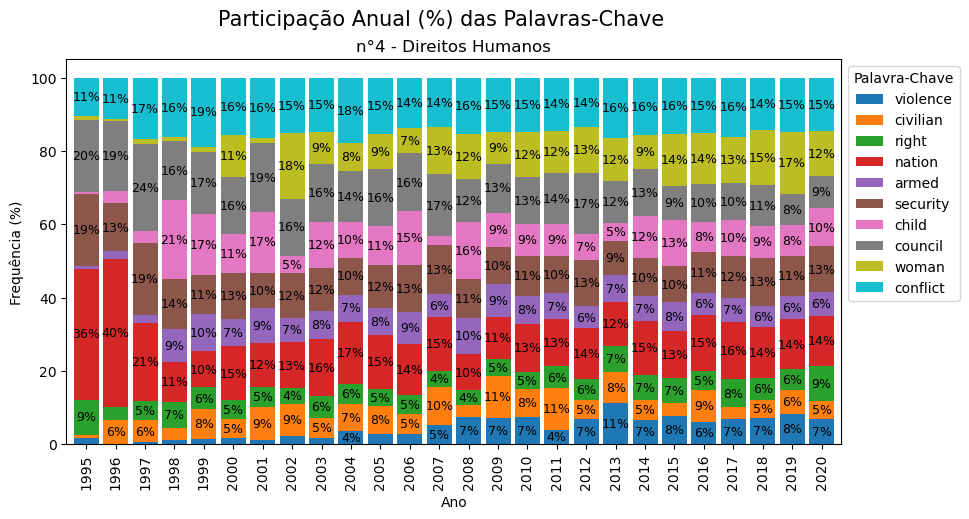 Participação Anual (%) das Palavras-Chave
n°4 - Direitos Humanos
Frequência (%)
100
80
60
40
20
0
11% 11% 17% 16% 19% 16% 16% 15% 15% 18% 15% 14% 14% 16% 15% 15% 14% 14% 16% 16% 15% 15% 16% 14% 15% 15%
11% 18% 9% 8% 9% 7% 13% 12% 9% 12% 12% 13% 12% 9% 14% 14% 13% 15% 17% 12%
20% 19% 24% 16% 17% 16% 19% 16% 16% 14% 16% 16% 17% 12% 13% 13% 14% 17% 12% 13% 9% 10% 10% 11% 8% 9%
21% 17% 11% 17% 5% 12% 10% 11% 15% 16% 9% 9% 9% 7% 5% 12% 13% 8% 10% 9% 8% 10%
19% 13% 19% 14% 11% 13% 10% 12% 12% 10% 12% 13% 13% 11% 10% 11% 10% 13% 9% 10% 10% 11% 12% 13% 11% 13%
9% 10% 7% 9% 7% 8% 7% 8% 9% 6% 10% 9% 8% 7% 6% 7% 7% 8% 6% 7% 6% 6% 6%
36% 40% 21% 11% 10% 15% 12% 13% 16% 17% 15% 14% 15% 10% 11% 13% 13% 14% 12% 15% 13% 15% 16% 14% 14% 14%
9% 5% 7% 6% 5% 5% 4% 6% 6% 5% 5% 4% 4% 5% 5% 6% 6% 7% 7% 7% 5% 8% 6% 6% 9%
6% 6% 8% 5% 9% 9% 5% 7% 8% 5% 10% 11% 8% 11% 5% 8% 5% 9% 5% 6% 5%
4% 5% 7% 7% 7% 4% 7% 11% 7% 8% 6% 7% 7% 8% 7%
1995 1996 1997 1998 1999 2000 2001 2002 2003 2004 2005 2006 2007 2008 2009 2010 2011 2012 2013 2014 2015 2016 2017 2018 2019 2020
Ano
Palavra-Chave
violence
civilian
right
nation
armed
security
child
council
woman
conflict